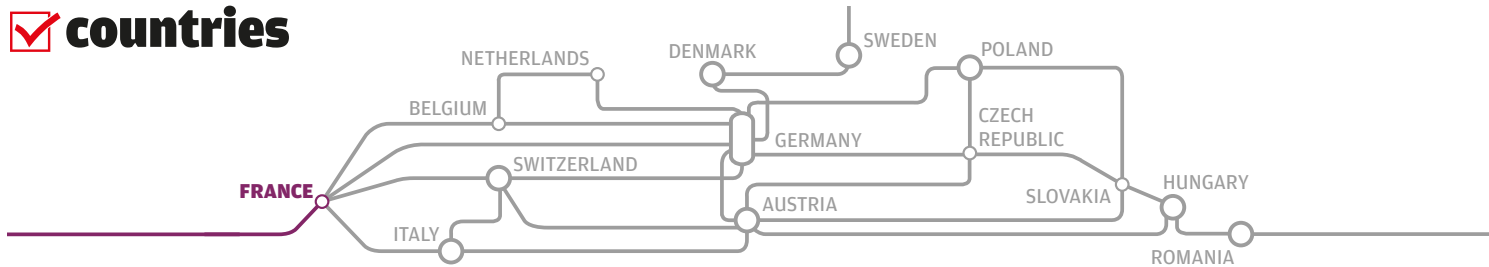 countries
NETHERLANDS
DENMARK
SWEDEN
POLAND
BELGIUM
CZECH
REPUBLIC
GERMANY
SWITZERLAND
FRANCE
SLOVAKIA
HUNGARY
AUSTRIA
ITALY
ROMANIA